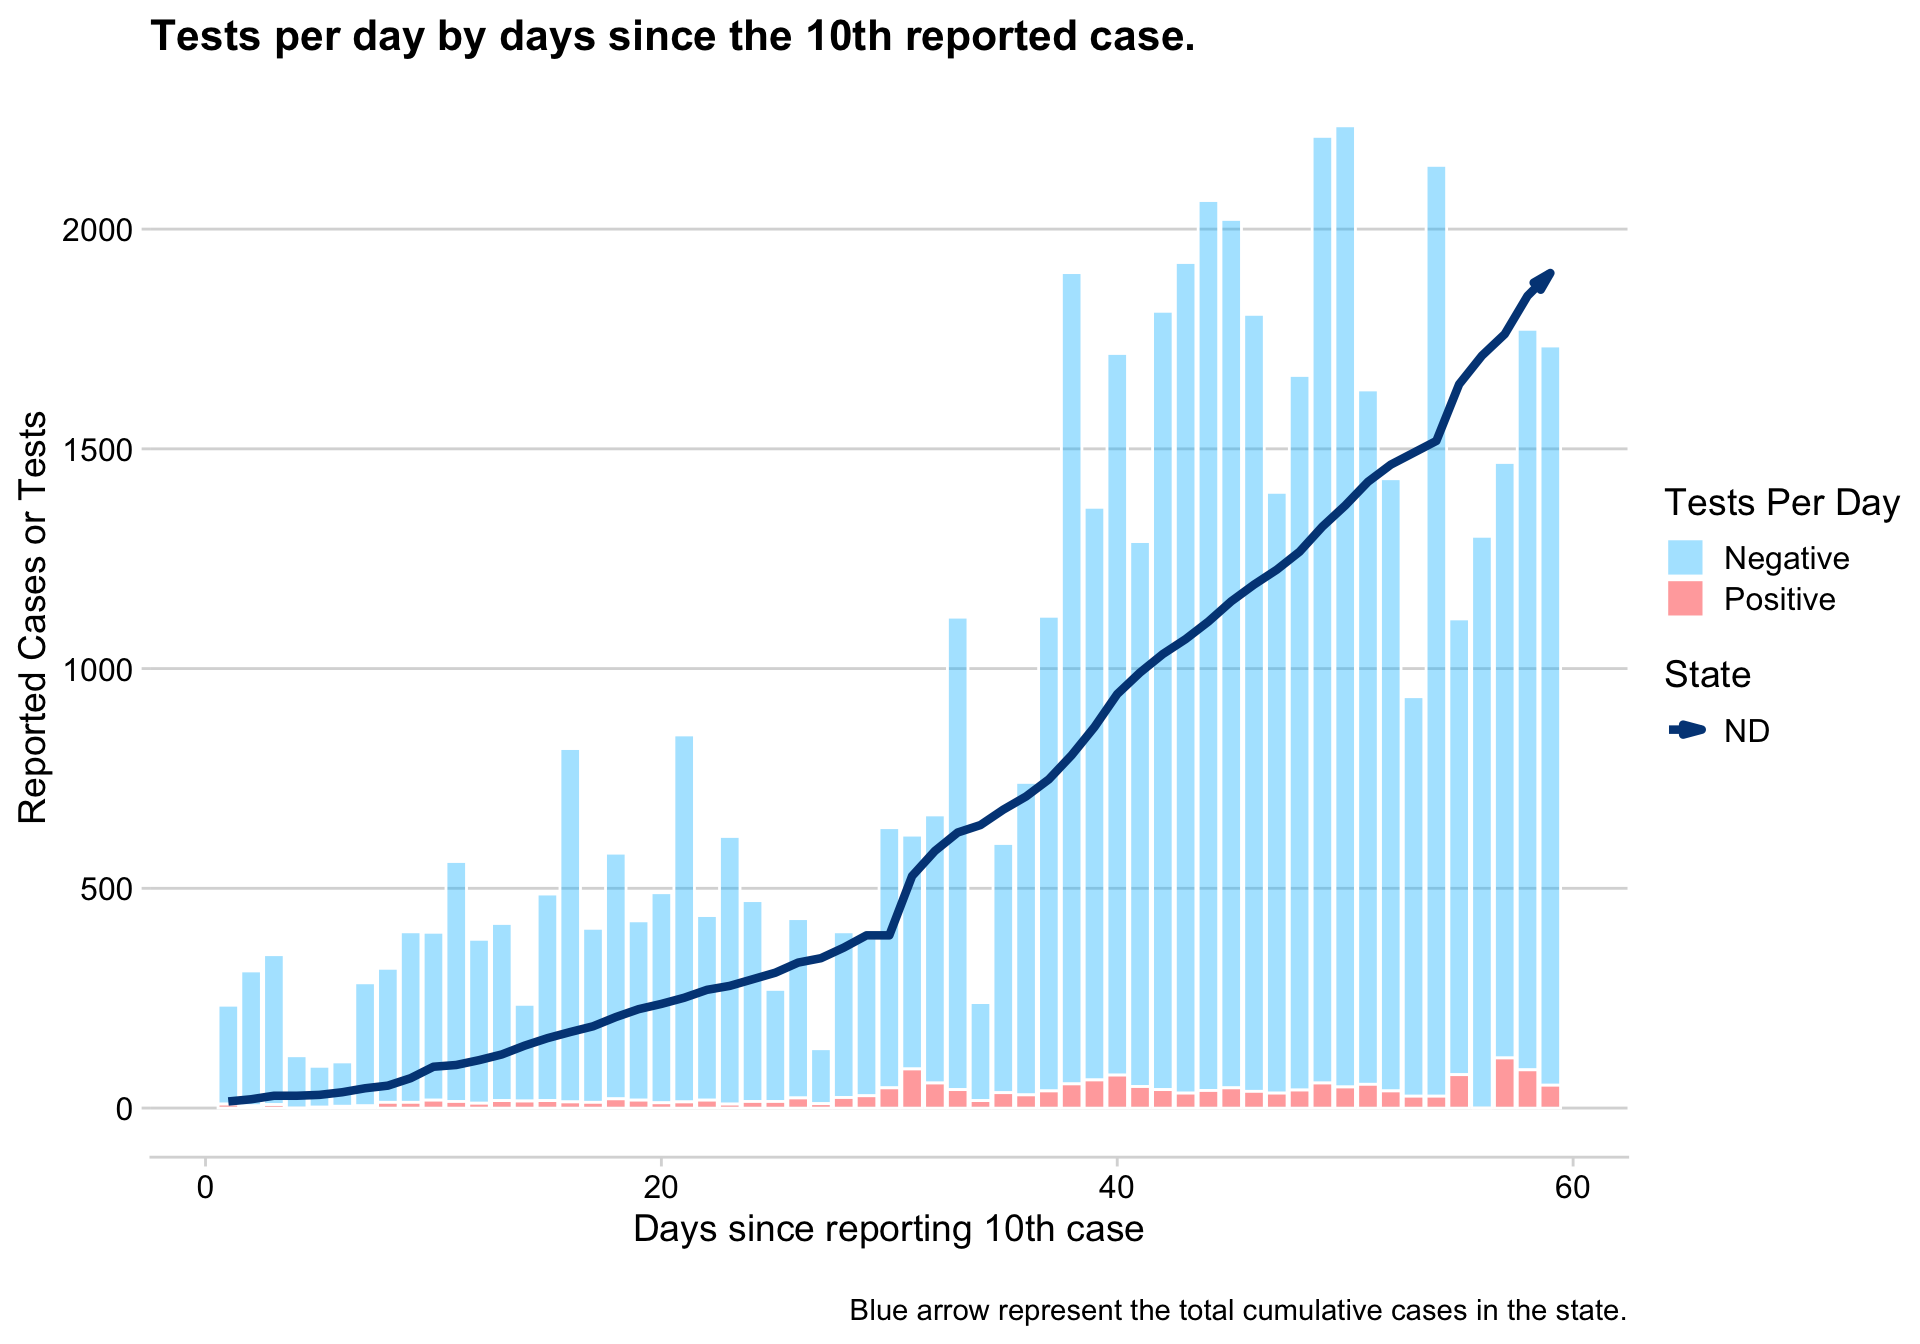 Tests per day by days since the 10th reported case.
Reported Cases or Tests
2000
1500
1000
500
0
0
20
40
60
Days since reporting 10th case
Tests Per Day
Negative
Positive
State
ND
Blue arrow represent the total cumulative cases in the state.